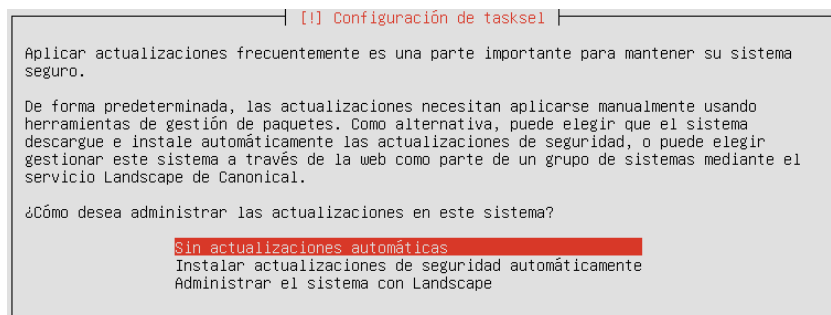 [!] Configuración de tasksel
Aplicar actualizaciones frecuentemente es una parte importante para mantener su sistema
seguro.
De forma predeterminada, las actualizaciones necesitan aplicarse manualmente usando
herramientas de gestión de paquetes. Como alternativa, puede elegir que el sistema
descargue e instale automáticamente las actualizaciones de seguridad, o puede elegir
gestionar este sistema a través de la web como parte de un grupo de sistemas mediante el
servicio Landscape de Canonical.
¿Cómo desea administrar las actualizaciones en este sistema?
Sin actualizaciones automáticas
Instalar actualizaciones de seguridad automáticamente
Administrar el sistema con Landscape